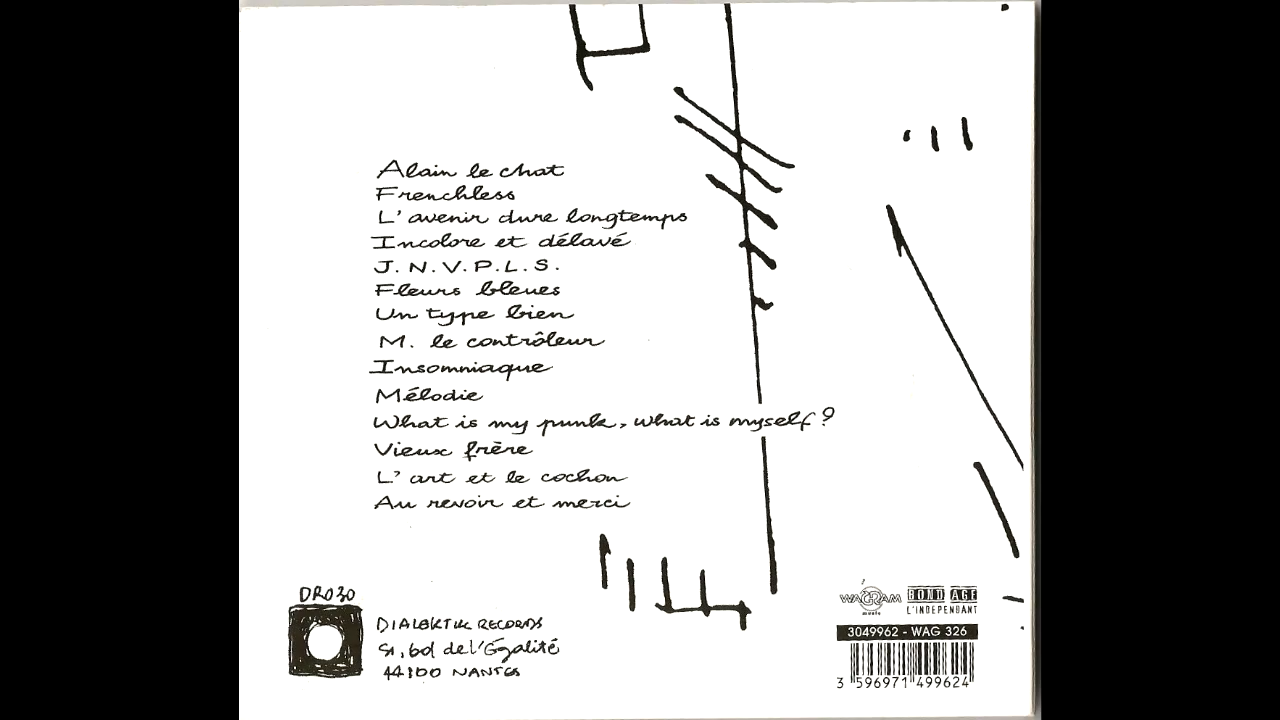 Alain le chat
Frenchless
L'avenir dure longtemps
Incolore et délavé
J. N. V. P. L. S.
Fleurs bleues
Un type bien
M. le contrôleur
Insomniaque
Mélodie
What is my punk, what is myself ?
Vieux frère
L'art et le cochon
Au revoir et merci
DR030
DIALEKTIK RECORDS
51, bd de l'Égalité
44100 NANTES
WAGRAM
music
BOND AGE
L'INDEPENDANT
3049962 - WAG 326
3 596971 499624